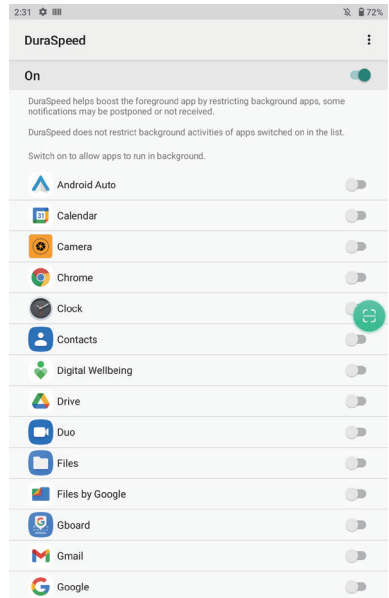 2:31 72%
DuraSpeed
On
DuraSpeed helps boost the foreground app by restricting background apps, some
notifications may be postponed or not received.
DuraSpeed does not restrict background activities of apps switched on in the list.
Switch on to allow apps to run in background.
Android Auto
31 Calendar
Camera
Chrome
Clock
Contacts
Digital Wellbeing
Drive
Duo
Files
Files by Google
Gboard
Gmail
Google